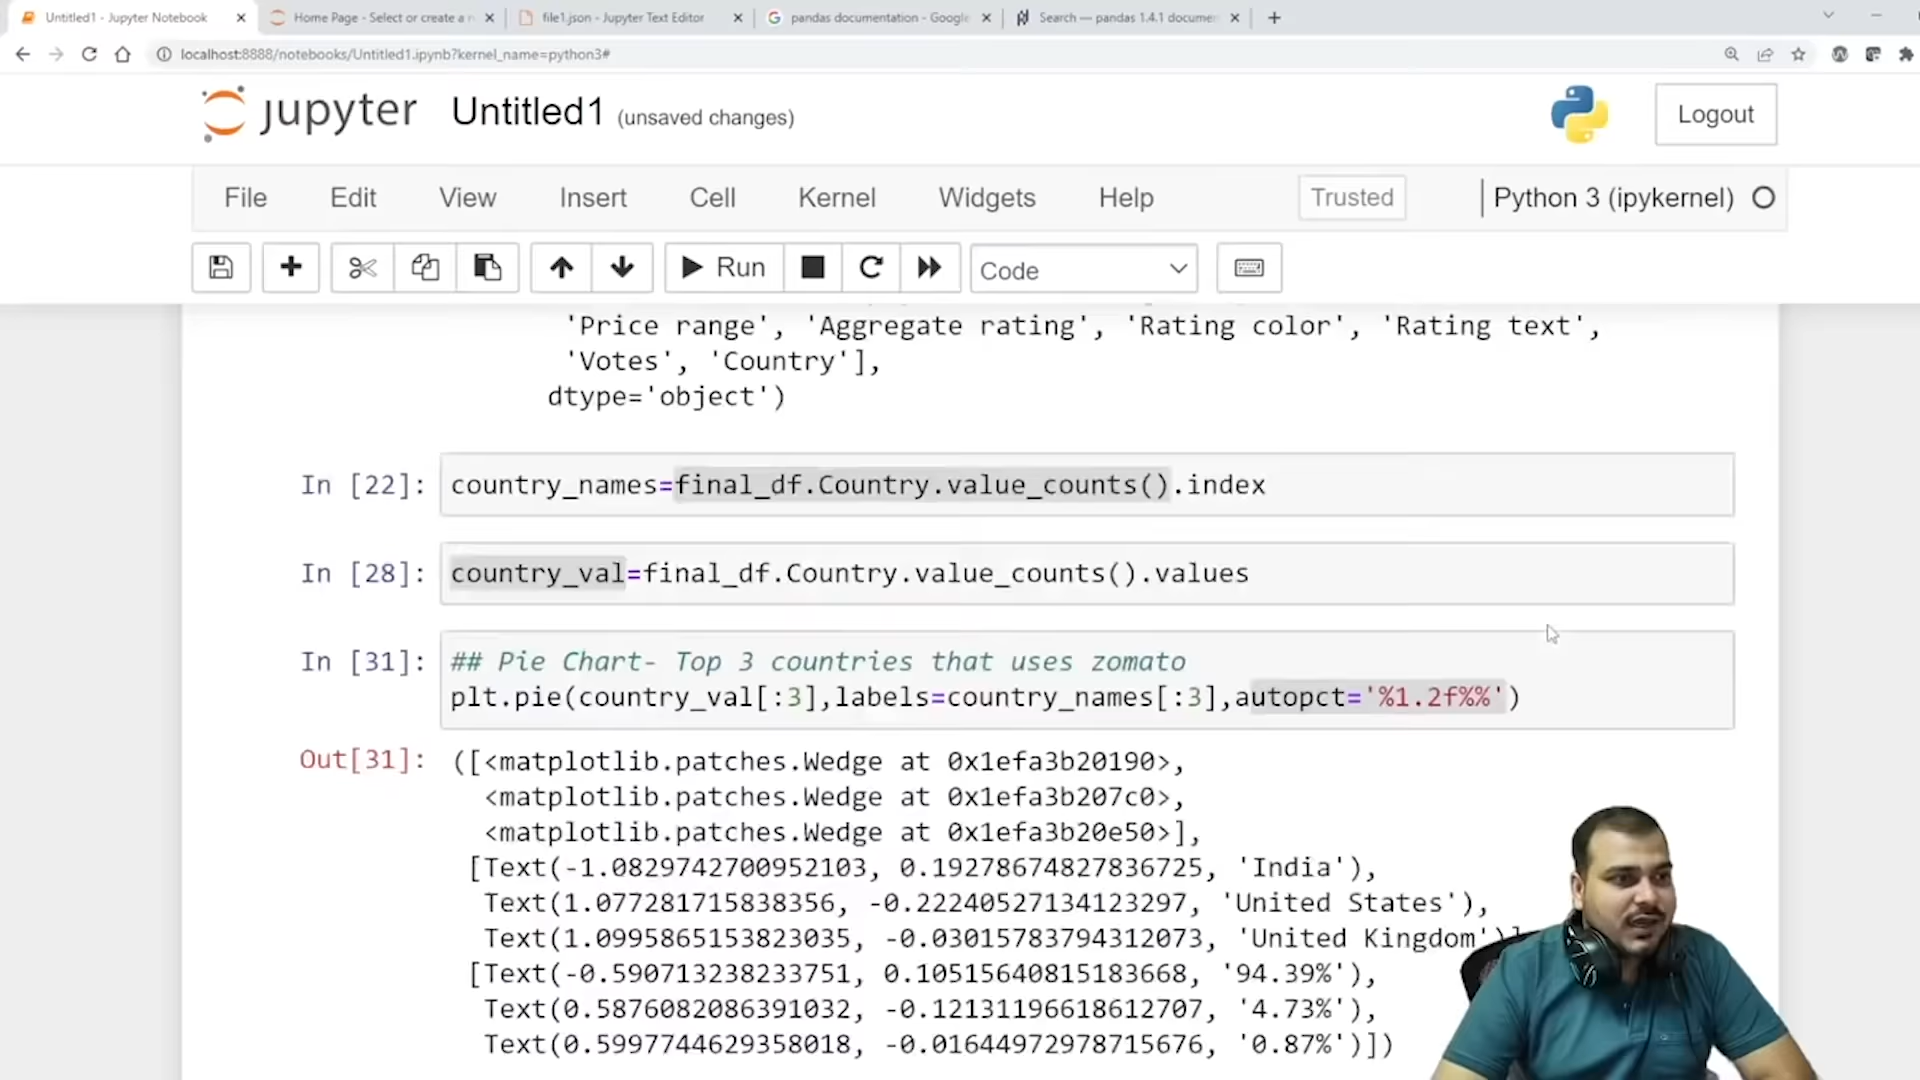 Untitled1 - Jupyter Notebook
Home Page - Select or create a n
file1.json - Jupyter Text Editor
pandas documentation - Google
Search — pandas 1.4.1 documen
localhost:8888/notebooks/Untitled1.ipynb?kernel_name=python3#
jupyter Untitled1 (unsaved changes)
Logout
File Edit View Insert Cell Kernel Widgets Help Trusted Python 3 (ipykernel)
Run Code
'Price range', 'Aggregate rating', 'Rating color', 'Rating text',
'Votes', 'Country'],
dtype='object')
In [22]: country_names=final_df.Country.value_counts().index
In [28]: country_val=final_df.Country.value_counts().values
In [31]: ## Pie Chart- Top 3 countries that uses zomato
plt.pie(country_val[:3],labels=country_names[:3],autopct='%1.2f%%')
Out[31]: ([<matplotlib.patches.Wedge at 0x1efa3b20190>,
<matplotlib.patches.Wedge at 0x1efa3b207c0>,
<matplotlib.patches.Wedge at 0x1efa3b20e50>],
[Text(-1.0829742700952103, 0.19278674827836725, 'India'),
Text(1.077281715838356, -0.22240527134123297, 'United States'),
Text(1.0995865153823035, -0.03015783794312073, 'United Kingdom')],
[Text(-0.590713238233751, 0.10515640815183668, '94.39%'),
Text(0.5876082086391032, -0.12131196618612707, '4.73%'),
Text(0.5997744629358018, -0.01644972978715676, '0.87%')])